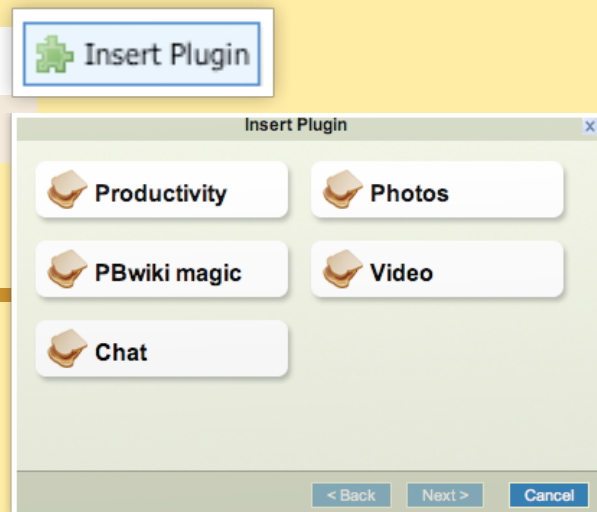 Insert Plugin
Insert Plugin x
Productivity Photos
PBwiki magic Video
Chat
< Back Next > Cancel